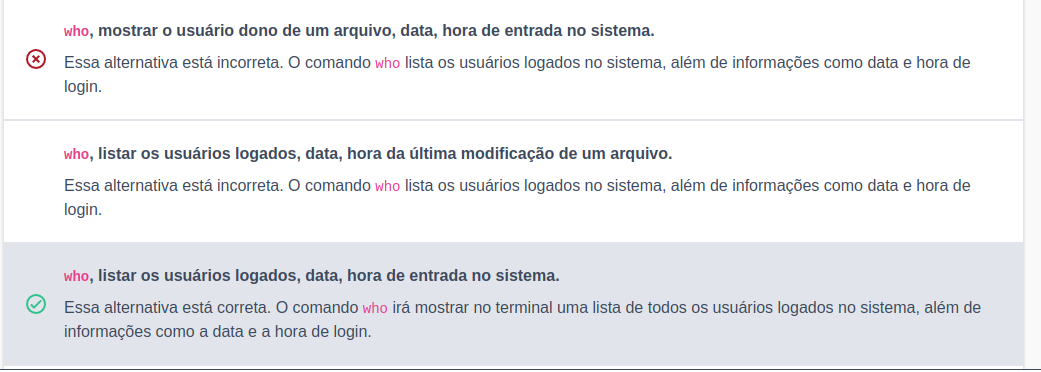 who, mostrar o usuário dono de um arquivo, data, hora de entrada no sistema.
Essa alternativa está incorreta. O comando who lista os usuários logados no sistema, além de informações como data e hora de
login.
who, listar os usuários logados, data, hora da última modificação de um arquivo.
Essa alternativa está incorreta. O comando who lista os usuários logados no sistema, além de informações como data e hora de
login.
who, listar os usuários logados, data, hora de entrada no sistema.
Essa alternativa está correta. O comando who irá mostrar no terminal uma lista de todos os usuários logados no sistema, além de
informações como a data e a hora de login.